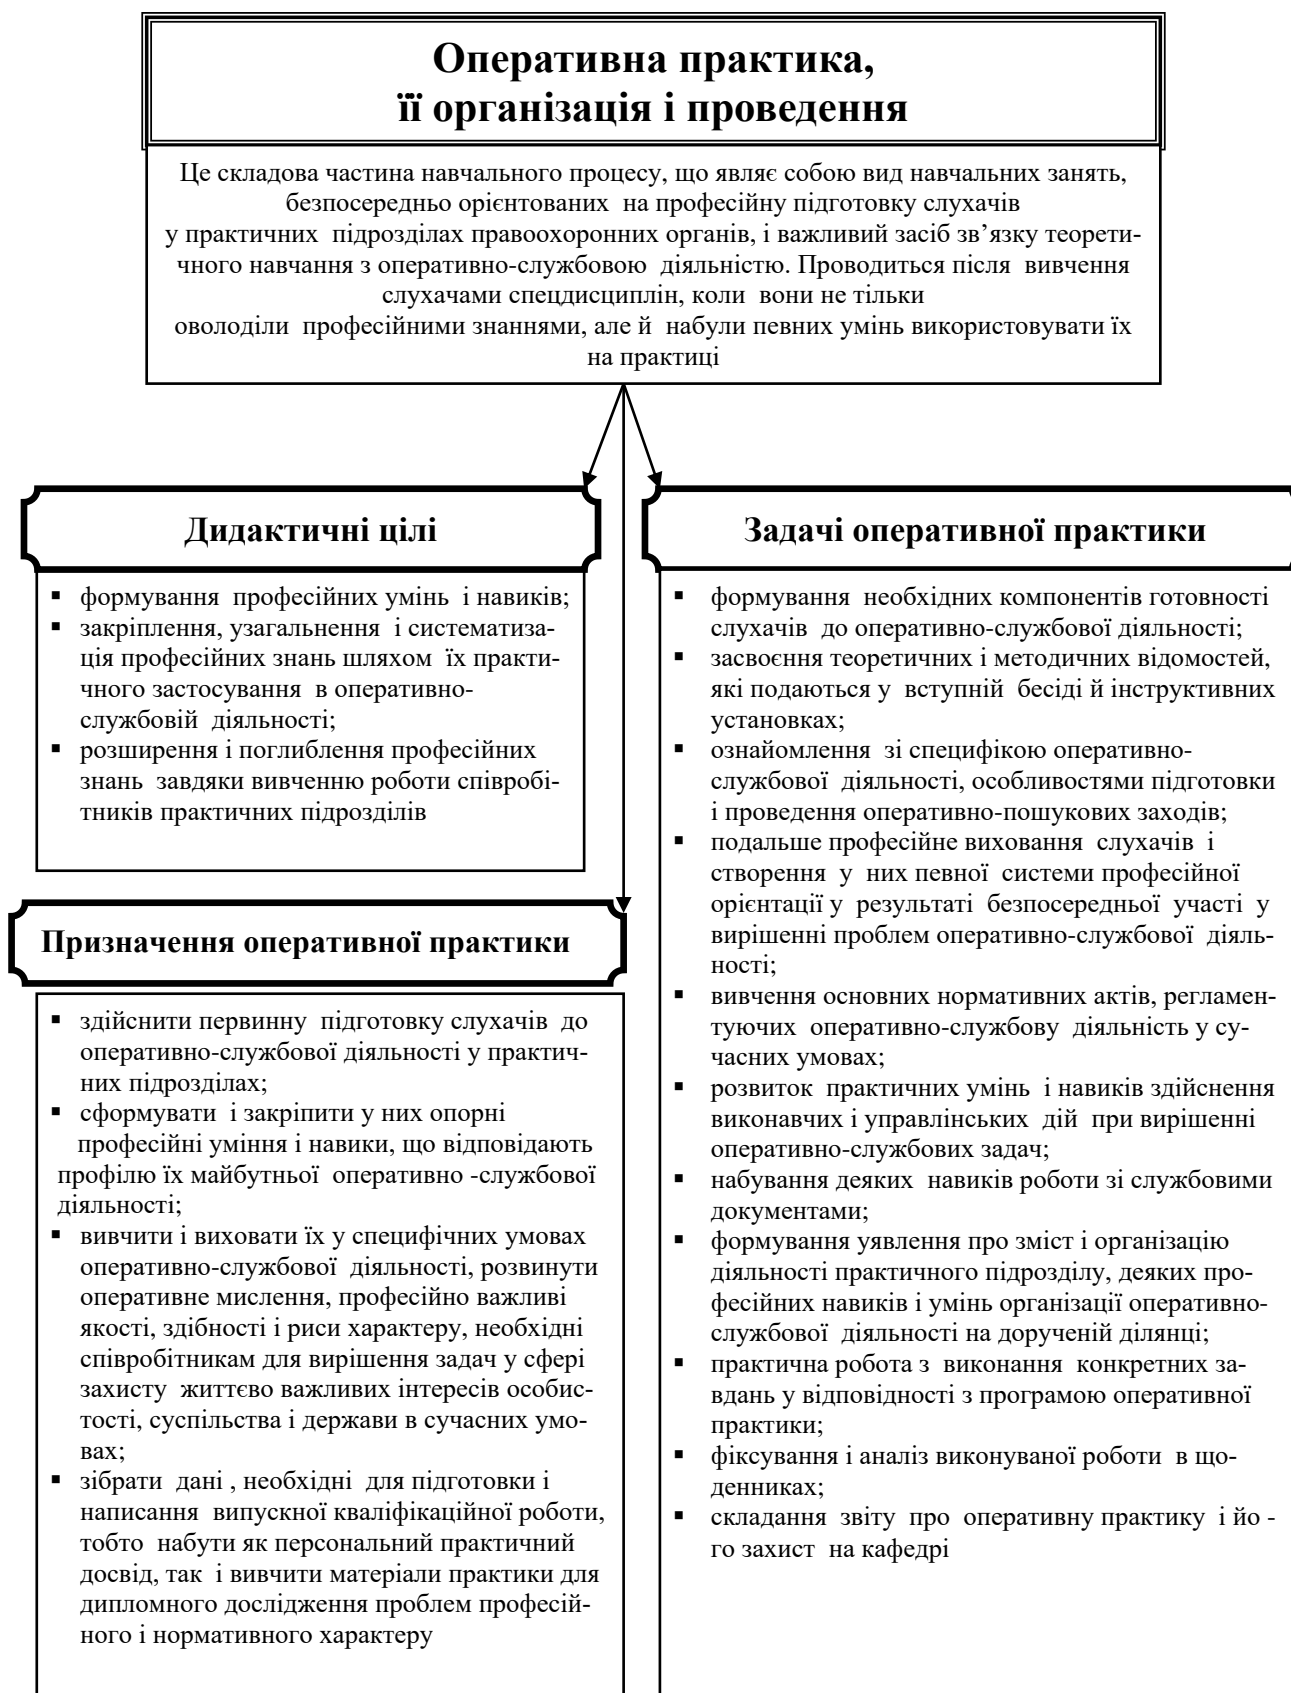 Оперативна практика,
її організація і проведення
Це складова частина навчального процесу, що являє собою вид навчальних занять,
безпосередньо орієнтованих на професійну підготовку слухачів
у практичних підрозділах правоохоронних органів, і важливий засіб зв’язку теорети-
чного навчання з оперативно-службовою діяльністю. Проводиться після вивчення
слухачами спецдисциплін, коли вони не тільки
оволоділи професійними знаннями, але й набули певних умінь використовувати їх
на практиці
Дидактичні цілі
▪ формування професійних умінь і навиків;
▪ закріплення, узагальнення і систематиза-
ція професійних знань шляхом їх практи-
чного застосування в оперативно-
службовій діяльності;
▪ розширення і поглиблення професійних
знань завдяки вивченню роботи співробі-
тників практичних підрозділів
Призначення оперативної практики
▪ здійснити первинну підготовку слухачів до
оперативно-службової діяльності у практич-
них підрозділах;
▪ сформувати і закріпити у них опорні
професійні уміння і навики, що відповідають
профілю їх майбутньої оперативно -службової
діяльності;
▪ вивчити і виховати їх у специфічних умовах
оперативно-службової діяльності, розвинути
оперативне мислення, професійно важливі
якості, здібності і риси характеру, необхідні
співробітникам для вирішення задач у сфері
захисту життєво важливих інтересів особис-
тості, суспільства і держави в сучасних умо-
вах;
▪ зібрати дані , необхідні для підготовки і
написання випускної кваліфікаційної роботи,
тобто набути як персональний практичний
досвід, так і вивчити матеріали практики для
дипломного дослідження проблем професій-
ного і нормативного характеру
Задачі оперативної практики
▪ формування необхідних компонентів готовності
слухачів до оперативно-службової діяльності;
▪ засвоєння теоретичних і методичних відомостей,
які подаються у вступній бесіді й інструктивних
установках;
▪ ознайомлення зі специфікою оперативно-
службової діяльності, особливостями підготовки
і проведення оперативно-пошукових заходів;
▪ подальше професійне виховання слухачів і
створення у них певної системи професійної
орієнтації у результаті безпосередньої участі у
вирішенні проблем оперативно-службової діяль-
ності;
▪ вивчення основних нормативних актів, регламен-
туючих оперативно-службову діяльність у су-
часних умовах;
▪ розвиток практичних умінь і навиків здійснення
виконавчих і управлінських дій при вирішенні
оперативно-службових задач;
▪ набування деяких навиків роботи зі службовими
документами;
▪ формування уявлення про зміст і організацію
діяльності практичного підрозділу, деяких про-
фесійних навиків і умінь організації оперативно-
службової діяльності на дорученій ділянці;
▪ практична робота з виконання конкретних за-
вдань у відповідності з програмою оперативної
практики;
▪ фіксування і аналіз виконуваної роботи в що-
денниках;
▪ складання звіту про оперативну практику і йо -
го захист на кафедрі